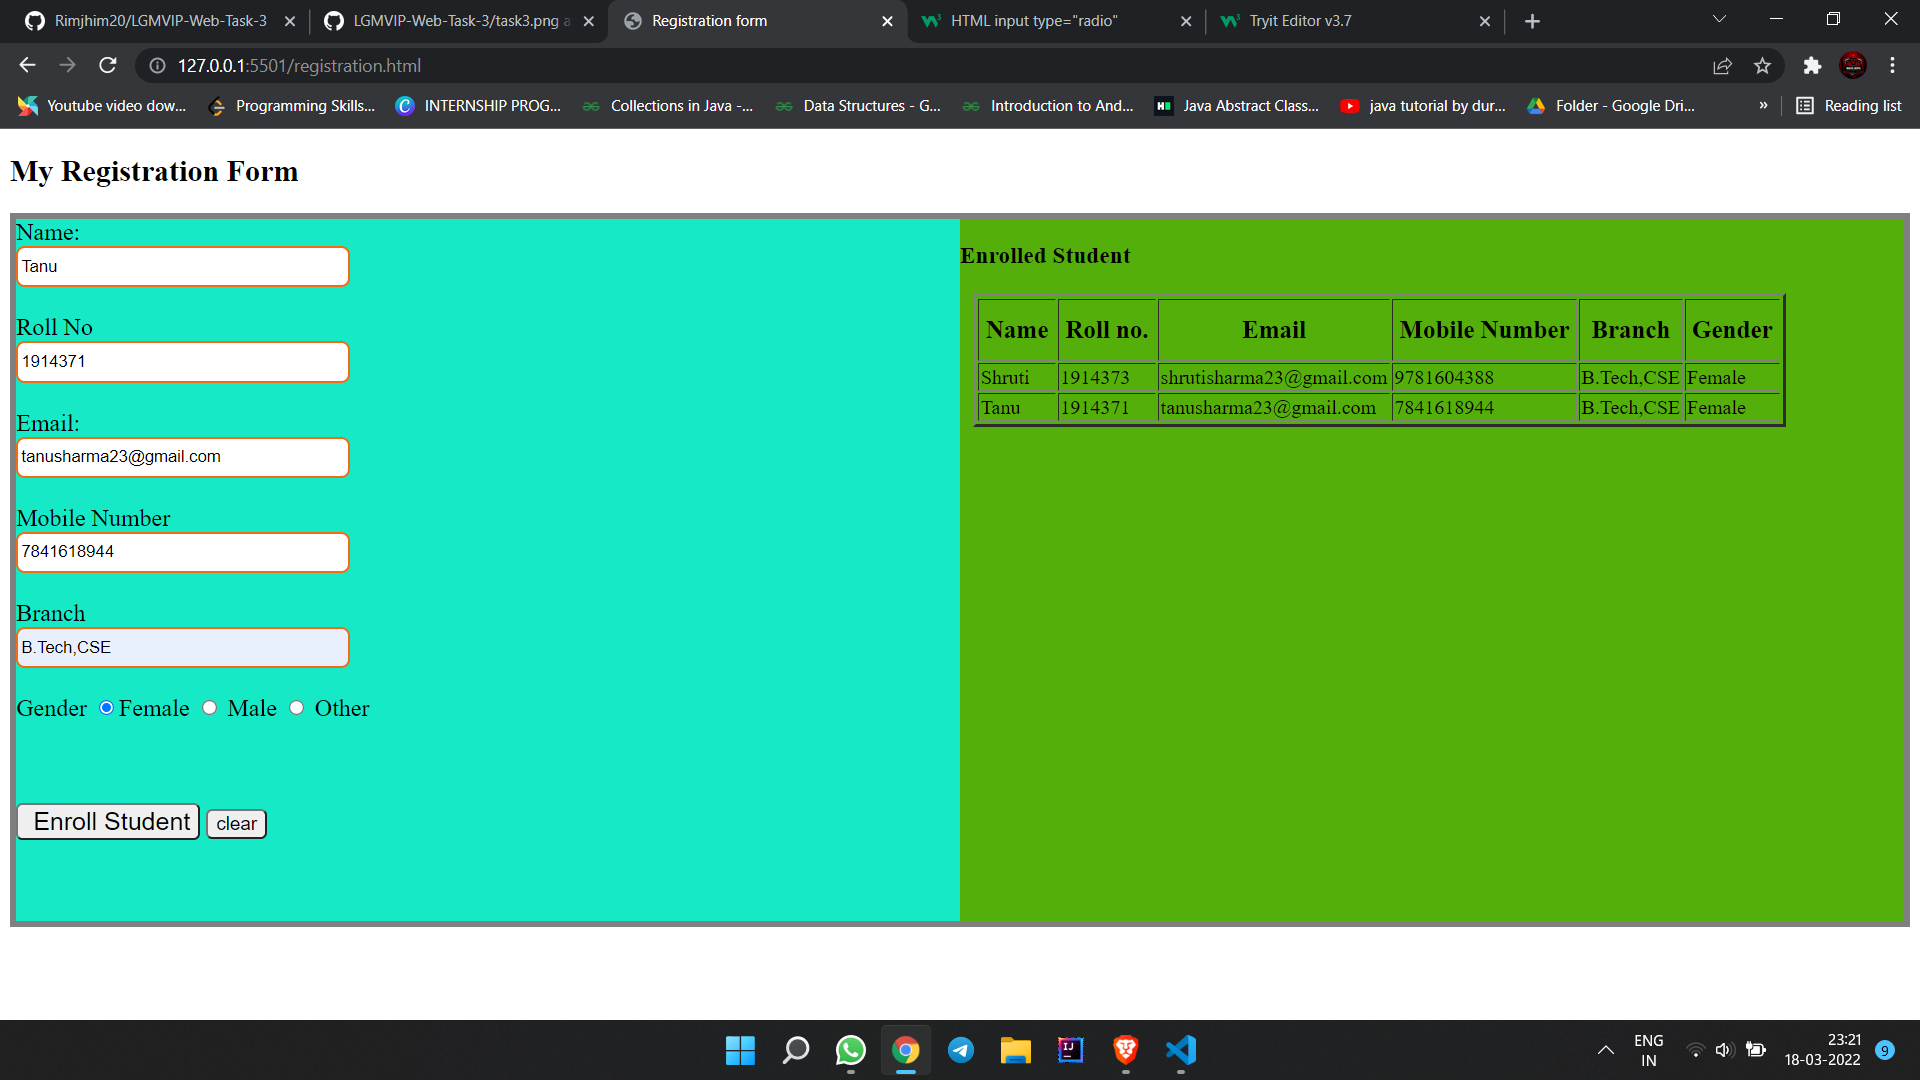 Rimjhim20/LGMVIP-Web-Task-3
LGMVIP-Web-Task-3/task3.png a
Registration form
HTML input type="radio"
Tryit Editor v3.7
127.0.0.1:5501/registration.html
Youtube video dow...
Programming Skills...
INTERNSHIP PROG...
Collections in Java -...
Data Structures - G...
Introduction to And...
Java Abstract Class...
java tutorial by dur...
Folder - Google Dri...
»
Reading list
My Registration Form
Name:
Tanu
Roll No
1914371
Email:
tanusharma23@gmail.com
Mobile Number
7841618944
Branch
B.Tech,CSE
Gender Female Male Other
Enroll Student clear
Enrolled Student
Name Roll no. Email Mobile Number Branch Gender
Shruti 1914373 shrutisharma23@gmail.com 9781604388 B.Tech,CSE Female
Tanu 1914371 tanusharma23@gmail.com 7841618944 B.Tech,CSE Female
ENG
IN
23:21
18-03-2022
9